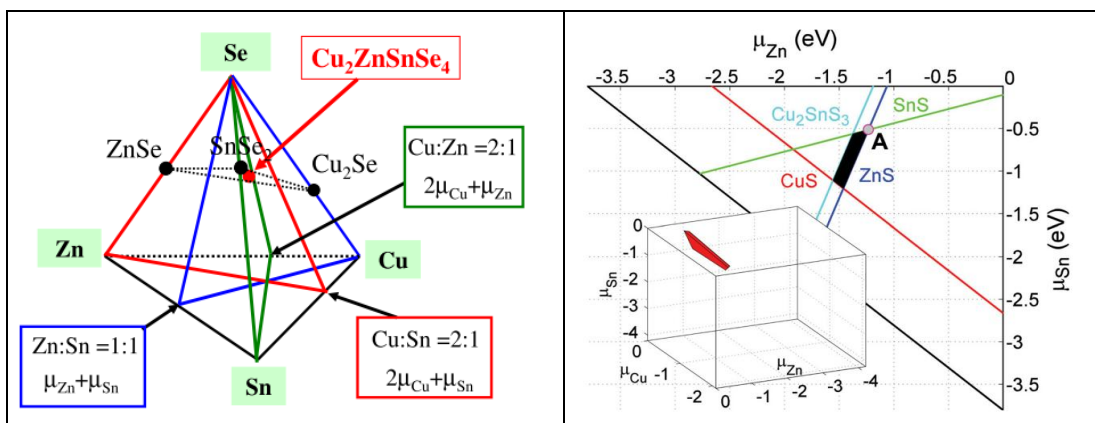 Se
Cu₂ZnSnSe₄
ZnSe
SnSe₂
Cu₂Se
Cu:Zn =2:1
2μCu+μZn
Zn
Cu
Zn:Sn =1:1
μZn+μSn
Sn
Cu:Sn =2:1
2μCu+μSn
μZn (eV)
-3.5 -3 -2.5 -2 -1.5 -1 -0.5 0
Cu₂SnS₃
SnS
-0.5
A
CuS
ZnS
-1
-1.5
-2
-2.5
-3
-3.5
μSn (eV)
0
-1
-2
-3
-4
μSn
0
-1
-2
μCu
0
-1
-2
-3
-4
μZn